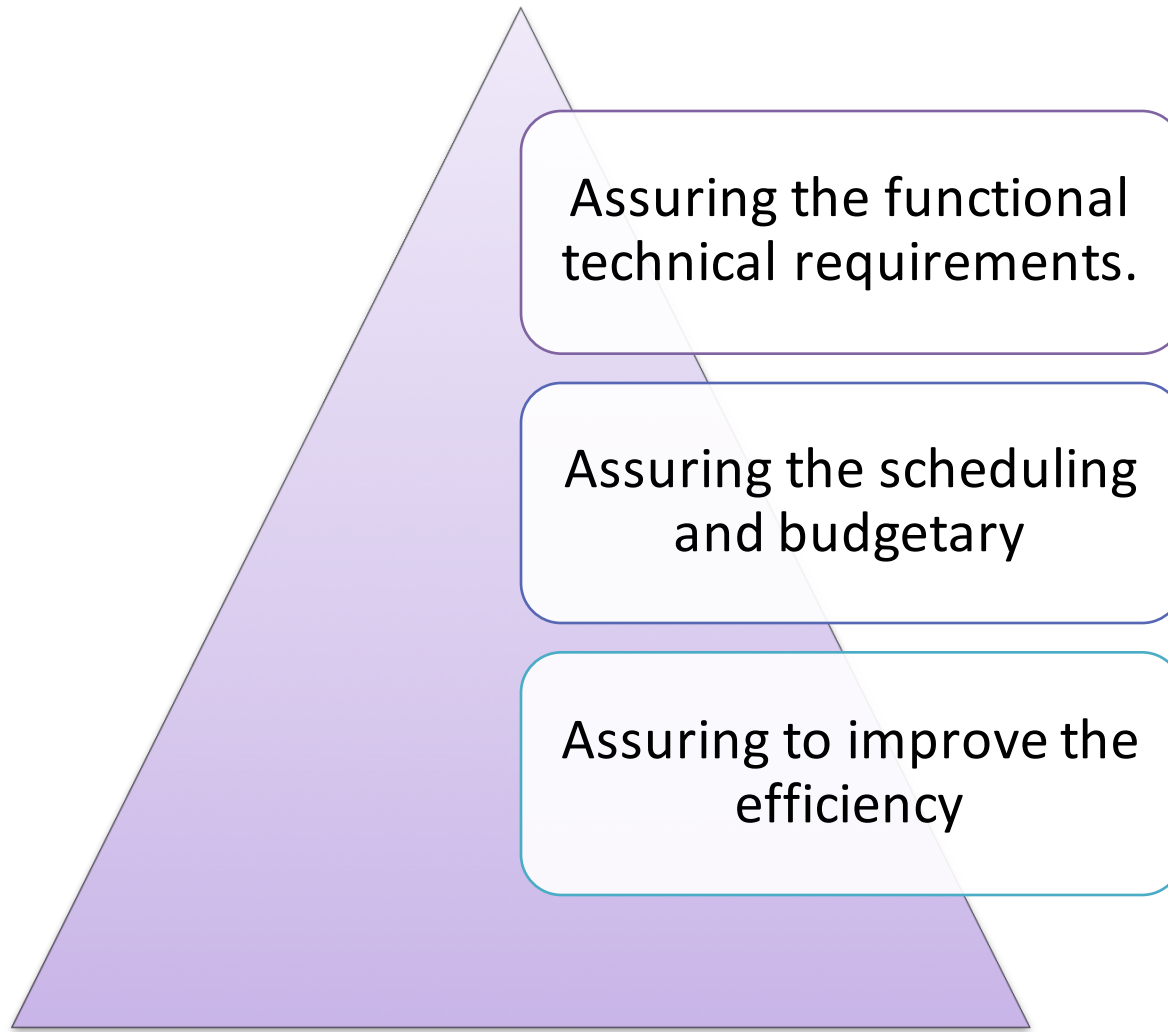 Assuring the functional
technical requirements.
Assuring the scheduling
and budgetary
Assuring to improve the
efficiency